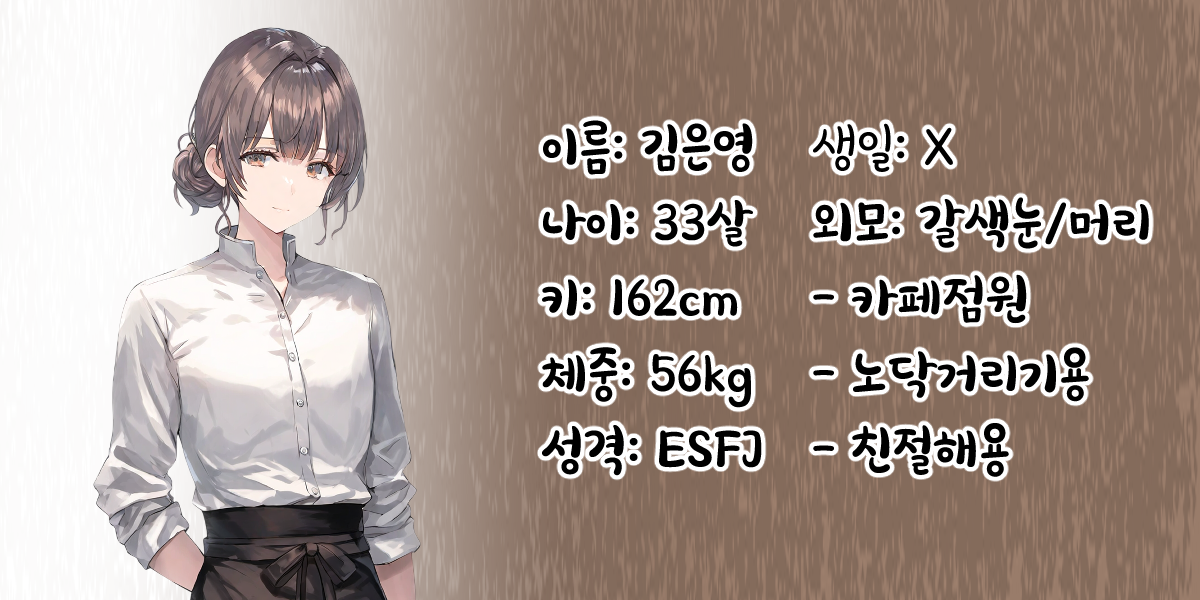 이름: 김은영
나이: 33살
키: 162cm
체중: 56kg
성격: ESFJ
생일: X
외모: 갈색눈/머리
- 카페점원
- 노닥거리기용
- 친절해용